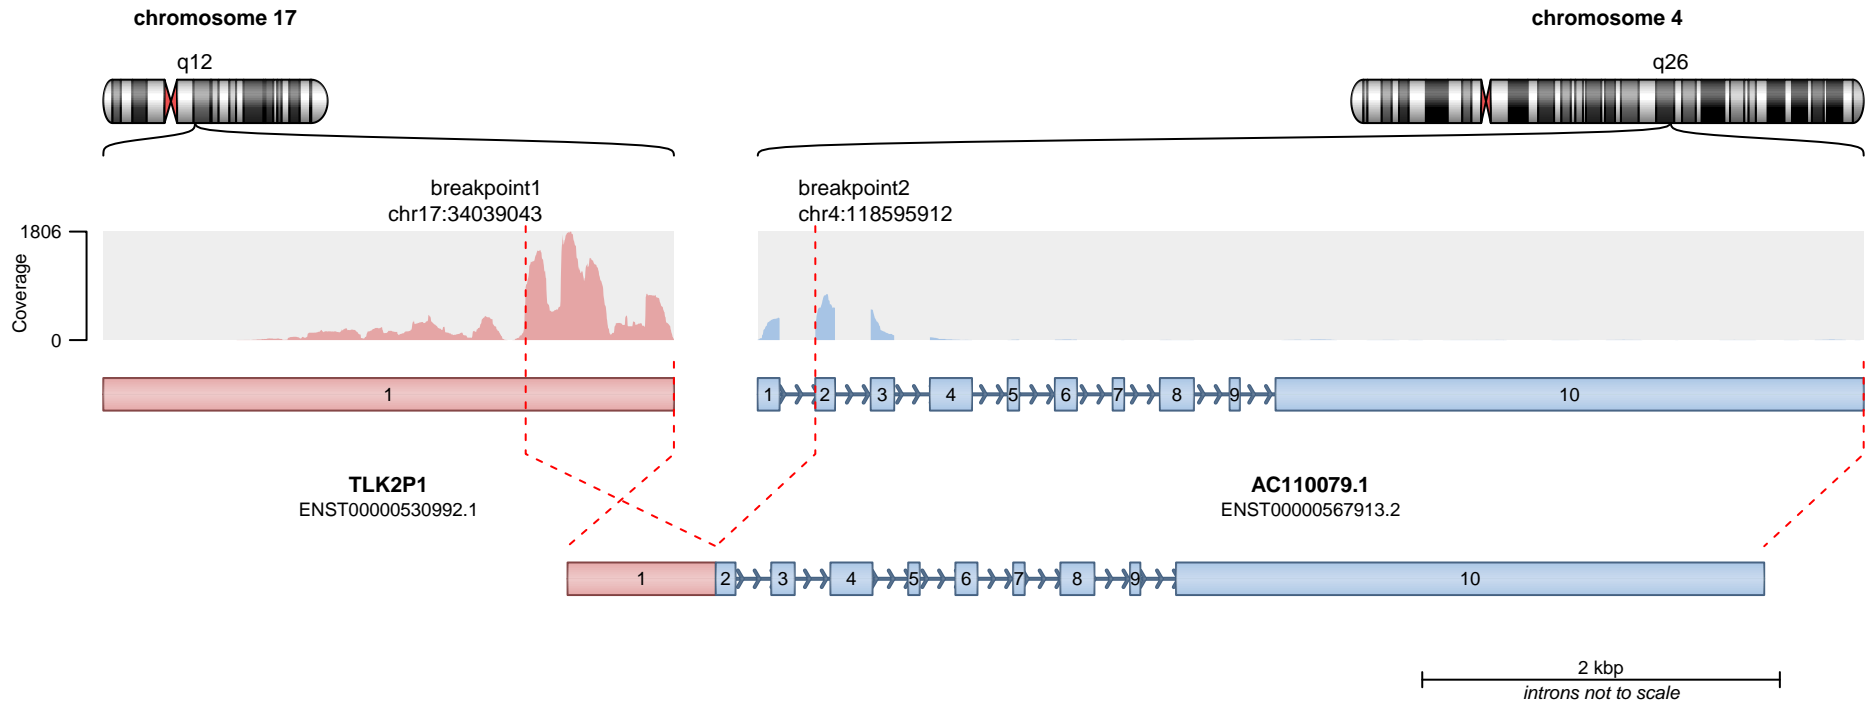 chromosome 17
chromosome 4
q12
q26
breakpoint1
chr17:34039043
breakpoint2
chr4:118595912
1806
Coverage
0
1
1 2 3 4 5 6 7 8 9 10
TLK2P1
ENST00000530992.1
AC110079.1
ENST00000567913.2
1 2 3 4 5 6 7 8 9 10
2 kbp
introns not to scale